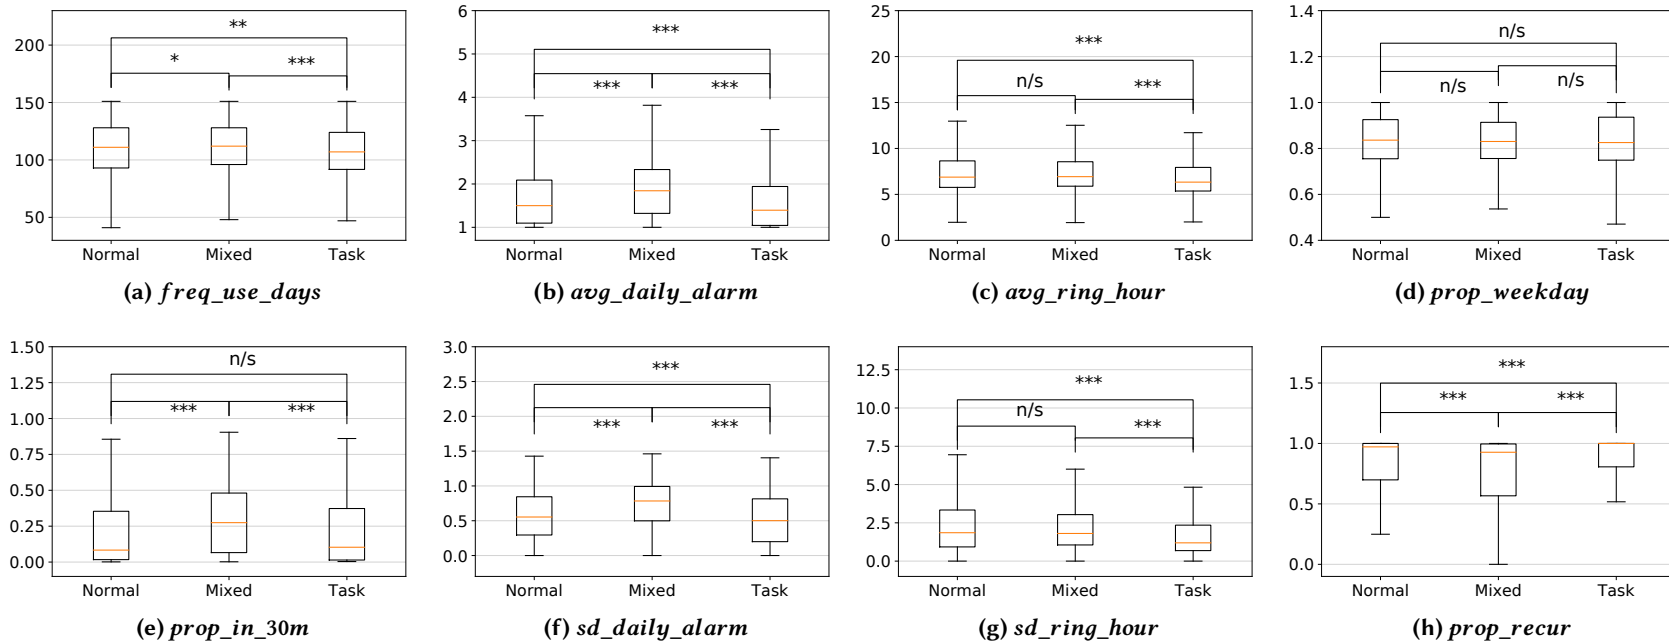 200
150
100
50
**
*
***
Normal Mixed Task
(a) freq_use_days
6
5
4
3
2
1
***
*** ***
Normal Mixed Task
(b) avg_daily_alarm
25
20
15
10
5
0
***
n/s ***
Normal Mixed Task
(c) avg_ring_hour
1.4
1.2
1.0
0.8
0.6
0.4
n/s
n/s n/s
Normal Mixed Task
(d) prop_weekday
1.50
1.25
1.00
0.75
0.50
0.25
0.00
n/s
*** ***
Normal Mixed Task
(e) prop_in_30m
3.0
2.5
2.0
1.5
1.0
0.5
0.0
***
*** ***
Normal Mixed Task
(f) sd_daily_alarm
12.5
10.0
7.5
5.0
2.5
0.0
***
n/s ***
Normal Mixed Task
(g) sd_ring_hour
1.5
1.0
0.5
0.0
***
*** ***
Normal Mixed Task
(h) prop_recur